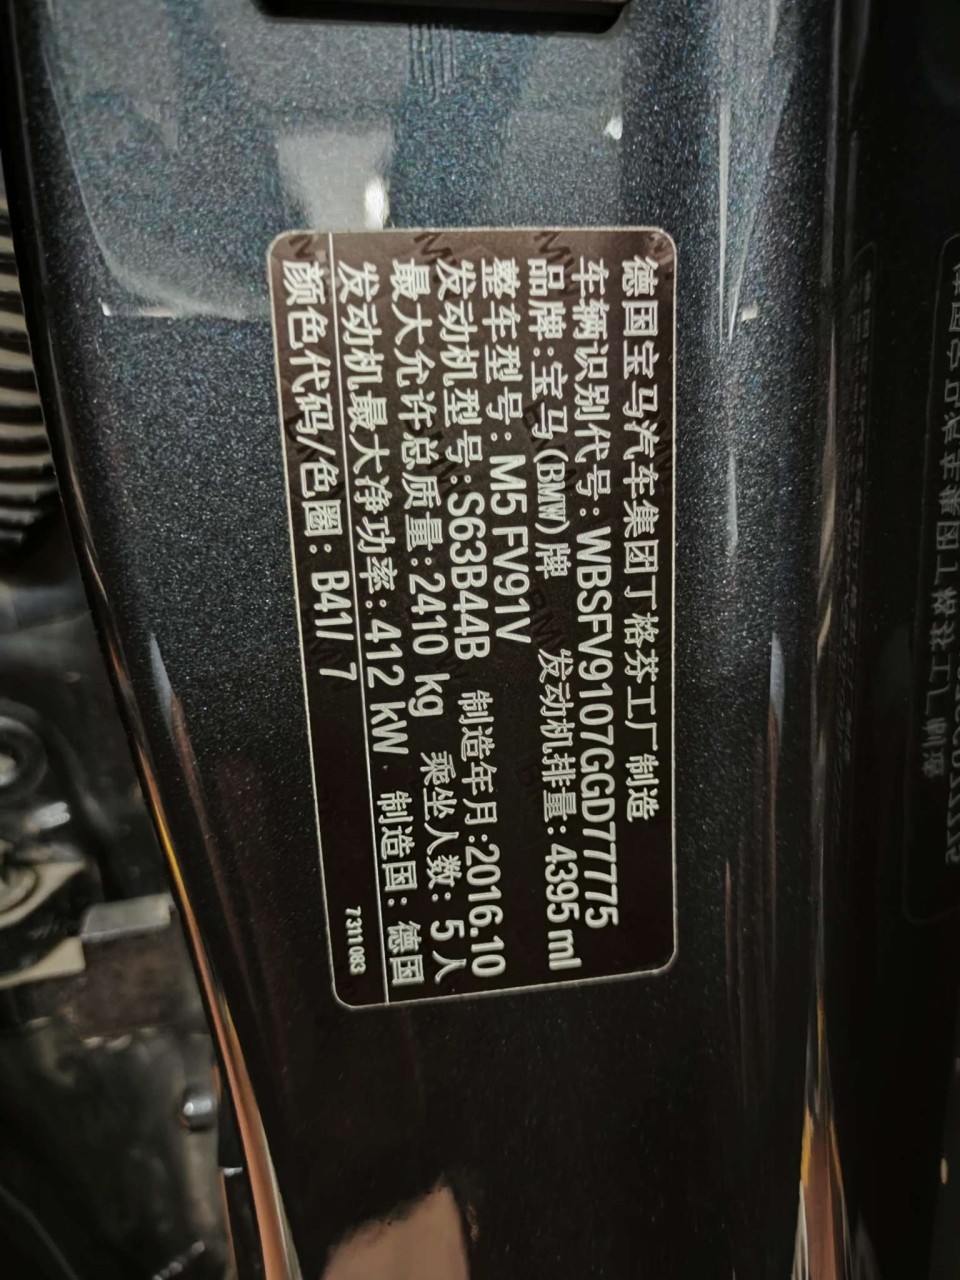 德国宝马汽车集团丁格芬工厂制造
车辆识别代号:WBSFV9107GGD77775
品牌:宝马(BMW)牌 发动机排量:4395 ml
整车型号:M5 FV91V
发动机型号:S63B44B 制造年月:2016.10
最大允许总质量:2410 kg 乘坐人数: 5 人
发动机最大净功率:412 kW 制造国: 德国
颜色代码/色圈: B41/ 7
7 311 083